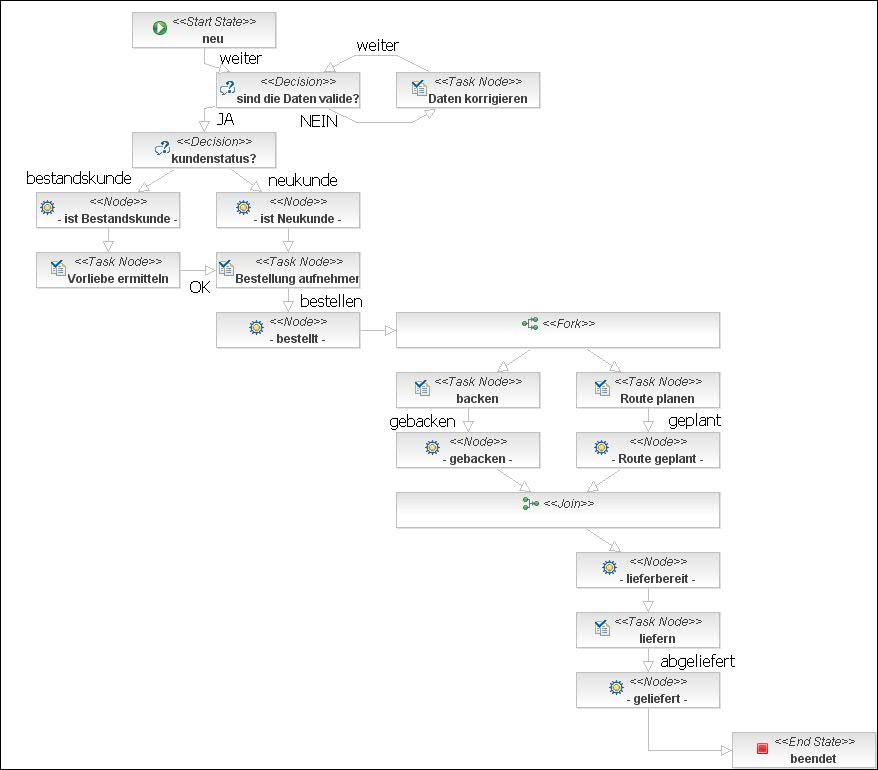 <<Start State>>
neu
weiter
weiter
<<Decision>>
sind die Daten valide?
<<Task Node>>
Daten korrigieren
JA
NEIN
<<Decision>>
kundenstatus?
bestandskunde
neukunde
<<Node>>
- ist Bestandskunde -
<<Node>>
- ist Neukunde -
<<Task Node>>
Vorliebe ermitteln
OK
<<Task Node>>
Bestellung aufnehmer
bestellen
<<Node>>
- bestellt -
<<Fork>>
<<Task Node>>
backen
<<Task Node>>
Route planen
gebacken
geplant
<<Node>>
- gebacken -
<<Node>>
- Route geplant -
<<Join>>
<<Node>>
- lieferbereit -
<<Task Node>>
liefern
abgeliefert
<<Node>>
- geliefert -
<<End State>>
beendet